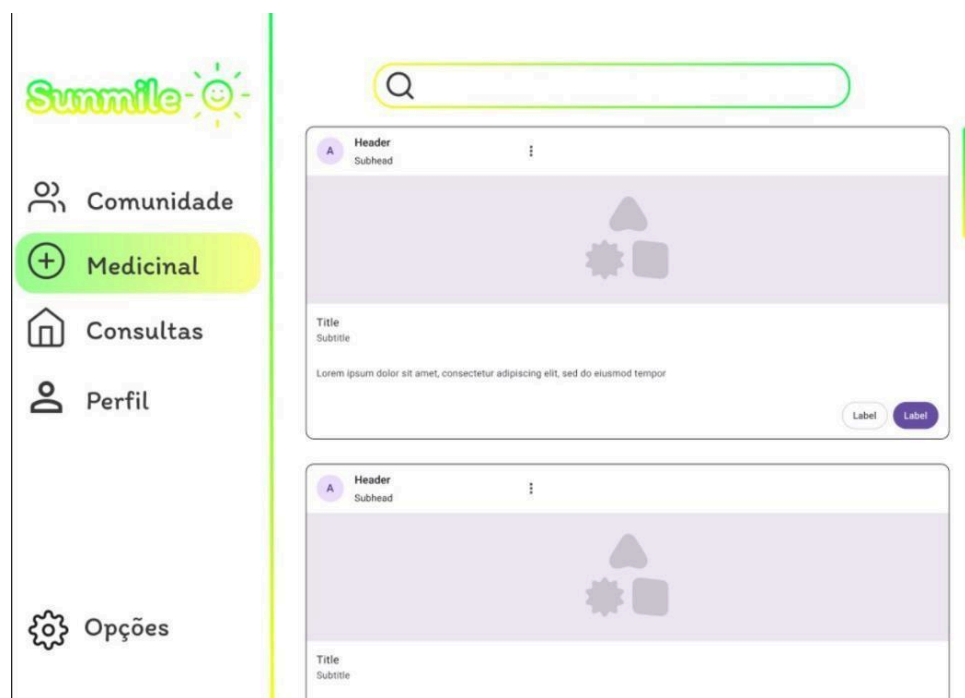 Sunmile
Comunidade
Medicinal
Consultas
Perfil
Opções
A
Header
Subhead
Title
Subtitle
Lorem ipsum dolor sit amet, consectetur adipiscing elit, sed do eiusmod tempor
Label
Label
A
Header
Subhead
Title
Subtitle